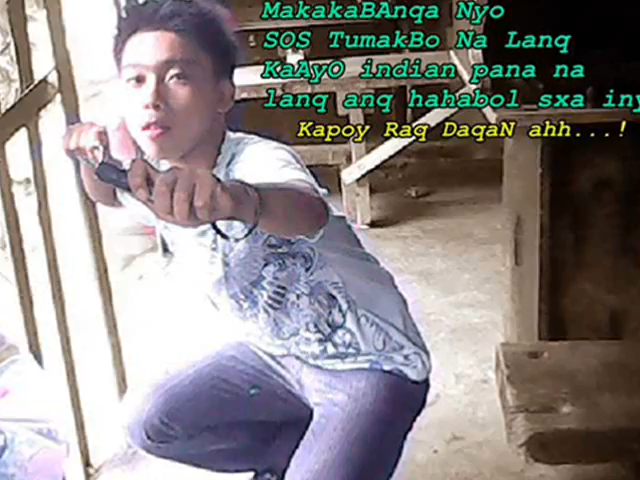 MakakaBAnqa Nyo
SOS TumakBo Na Lanq
KaAyO indian pana na
lanq anq hahabol sxa iny
Kapoy Raq DaqaN ahh...!